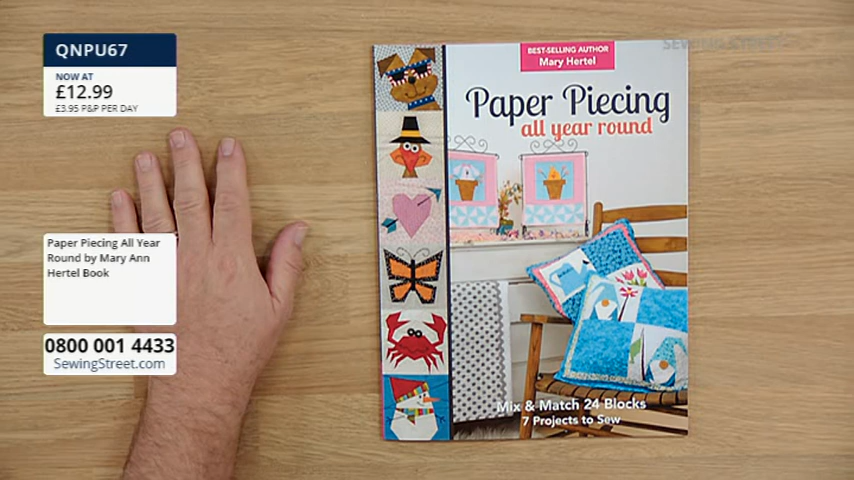 QNPU67
NOW AT
£12.99
£3.95 P&P PER DAY
Paper Piecing All Year
Round by Mary Ann
Hertel Book
0800 001 4433
SewingStreet.com
SEWING STREET
BEST-SELLING AUTHOR
Mary Hertel
Paper Piecing
all year round
Mix & Match 24 Blocks
7 Projects to Sew